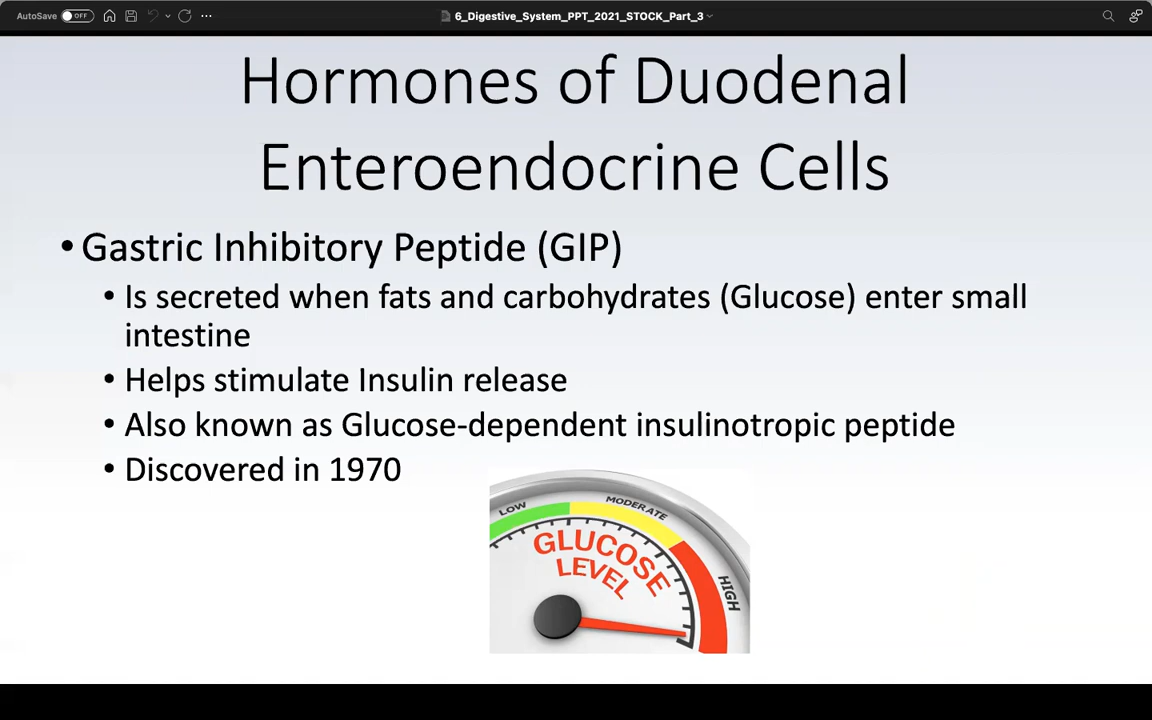 AutoSave OFF
6_Digestive_System_PPT_2021_STOCK_Part_3
Hormones of Duodenal
Enteroendocrine Cells
• Gastric Inhibitory Peptide (GIP)
• Is secreted when fats and carbohydrates (Glucose) enter small
intestine
• Helps stimulate Insulin release
• Also known as Glucose-dependent insulinotropic peptide
• Discovered in 1970
LOW
MODERATE
HIGH
GLUCOSE
LEVEL